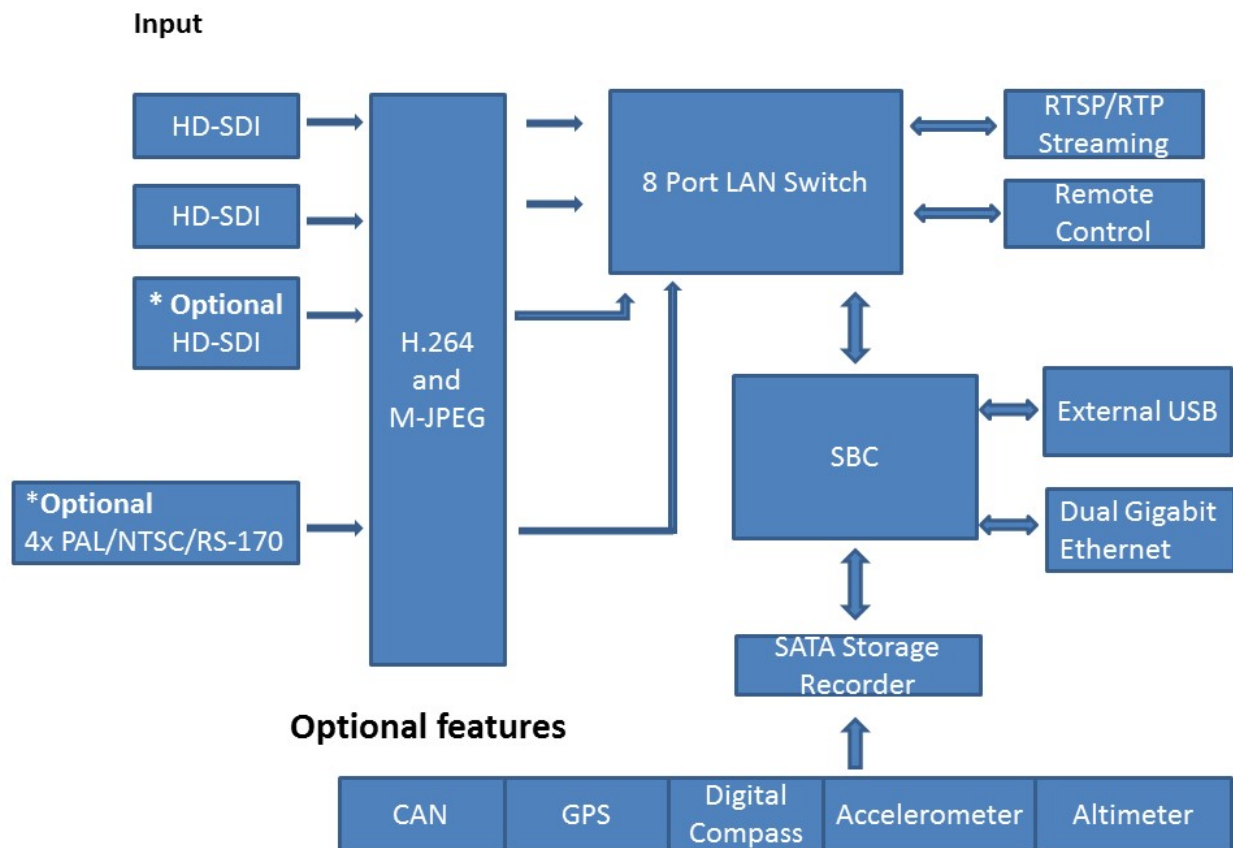 Input
HD-SDI
HD-SDI
* Optional
HD-SDI
*Optional
4x PAL/NTSC/RS-170
H.264
and
M-JPEG
8 Port LAN Switch
RTSP/RTP
Streaming
Remote
Control
SBC
External USB
Dual Gigabit
Ethernet
SATA Storage
Recorder
Optional features
CAN
GPS
Digital
Compass
Accelerometer
Altimeter